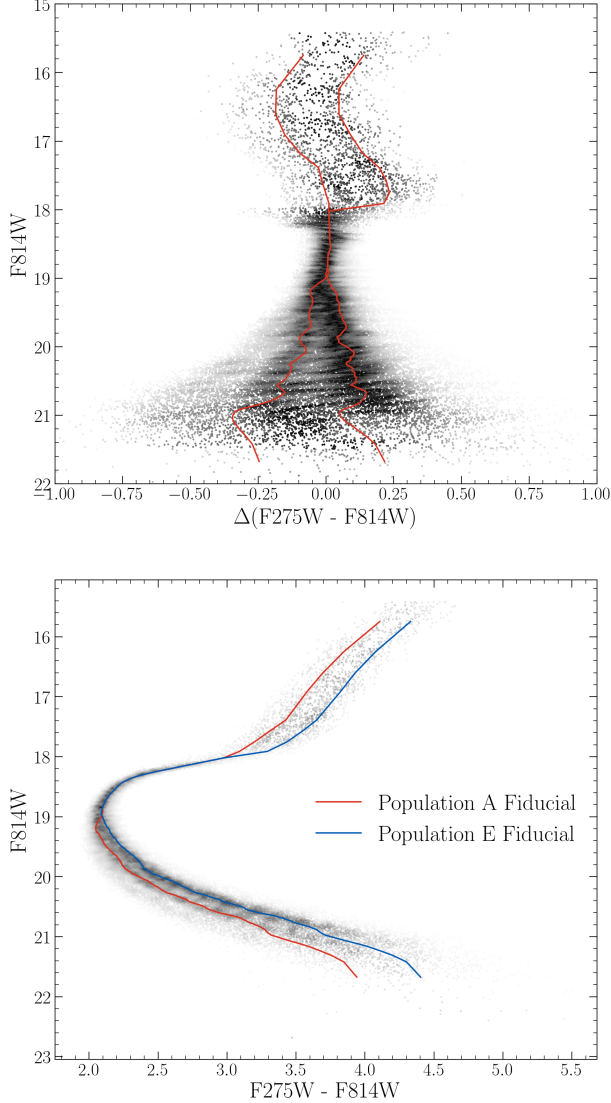 15
16
17
18
19
20
21
22
F814W
−1.00 −0.75 −0.50 −0.25 0.00 0.25 0.50 0.75 1.00
Δ(F275W - F814W)
16
17
18
19
20
21
22
23
F814W
Population A Fiducial
Population E Fiducial
2.0 2.5 3.0 3.5 4.0 4.5 5.0 5.5
F275W - F814W